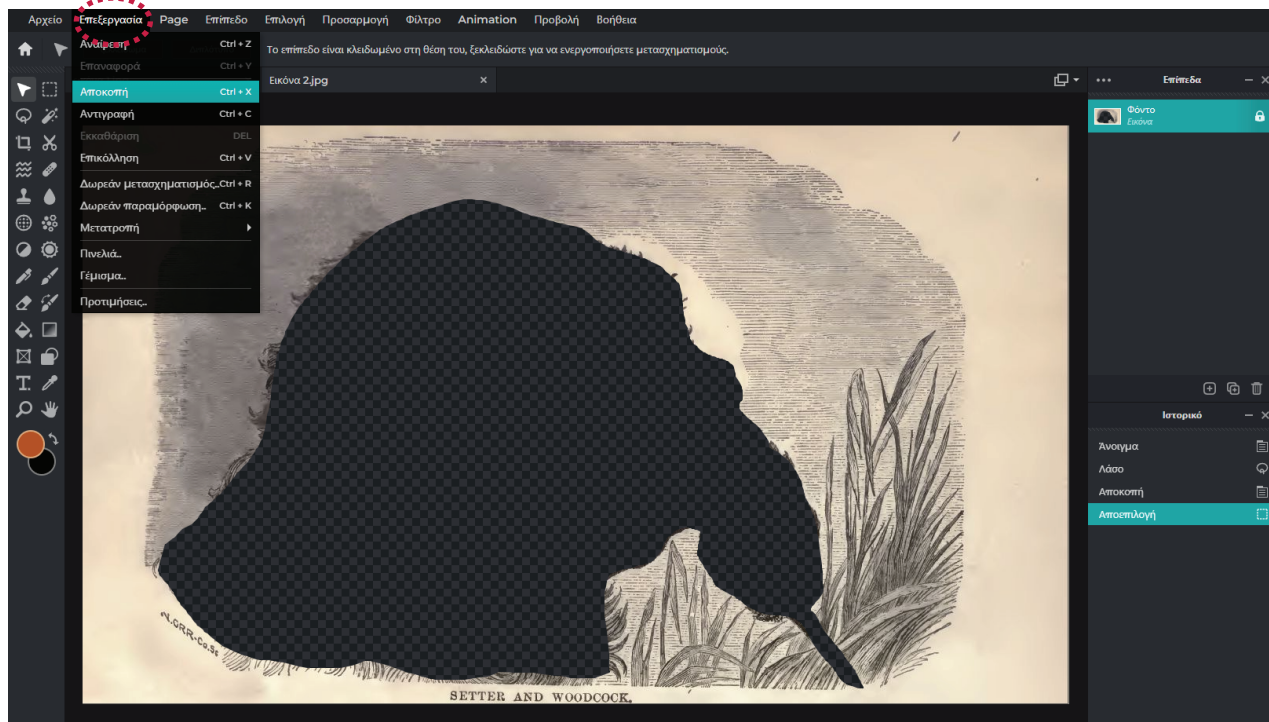 Αρχείο Επεξεργασία Page Επίπεδο Επιλογή Προσαρμογή Φίλτρο Animation Προβολή Βοήθεια
Το επίπεδο είναι κλειδωμένο στη θέση του, ξεκλειδώστε για να ενεργοποιήσετε μετασχηματισμούς.
Αναίρεση Ctrl + Z
Επαναφορά Ctrl + Y
Αποκοπή Ctrl + X
Αντιγραφή Ctrl + C
Εκκαθάριση DEL
Επικόλληση Ctrl + V
Δωρεάν μετασχηματισμός.. Ctrl + R
Δωρεάν παραμόρφωση.. Ctrl + K
Μετατροπή
Πινελιά..
Γέμισμα..
Προτιμήσεις..
Εικόνα 2.jpg
Επίπεδα
Φόντο
Εικόνα
Ιστορικό
Άνοιγμα
Λάσο
Αποκοπή
Αποεπιλογή
N.ORR-Co.Sc
SETTER AND WOODCOCK.